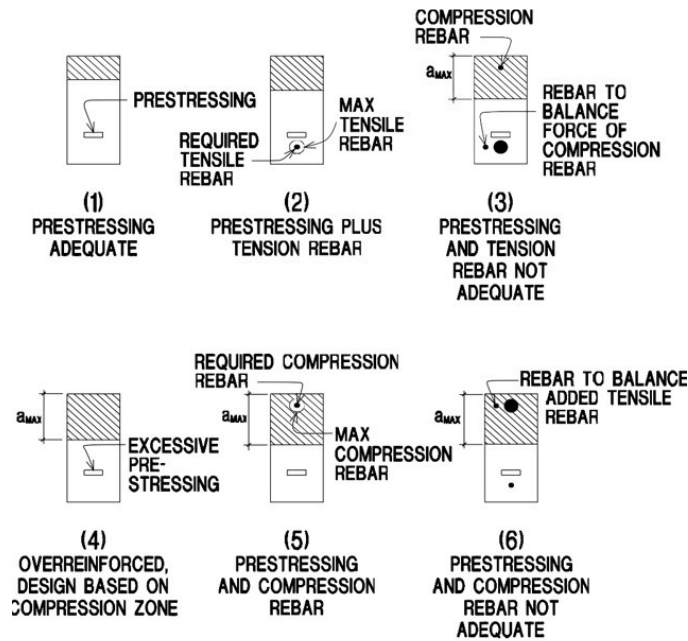 PRESTRESSING
(1)
PRESTRESSING
ADEQUATE
REQUIRED
TENSILE
REBAR
MAX
TENSILE
REBAR
(2)
PRESTRESSING PLUS
TENSION REBAR
COMPRESSION
REBAR
aMAX
REBAR TO
BALANCE
FORCE OF
COMPRESSION
REBAR
(3)
PRESTRESSING
AND TENSION
REBAR NOT
ADEQUATE
aMAX
EXCESSIVE
PRE-
STRESSING
(4)
OVERREINFORCED,
DESIGN BASED ON
COMPRESSION ZONE
REQUIRED COMPRESSION
REBAR
aMAX
MAX
COMPRESSION
REBAR
(5)
PRESTRESSING
AND COMPRESSION
REBAR
REBAR TO BALANCE
ADDED TENSILE
REBAR
aMAX
(6)
PRESTRESSING
AND COMPRESSION
REBAR NOT
ADEQUATE